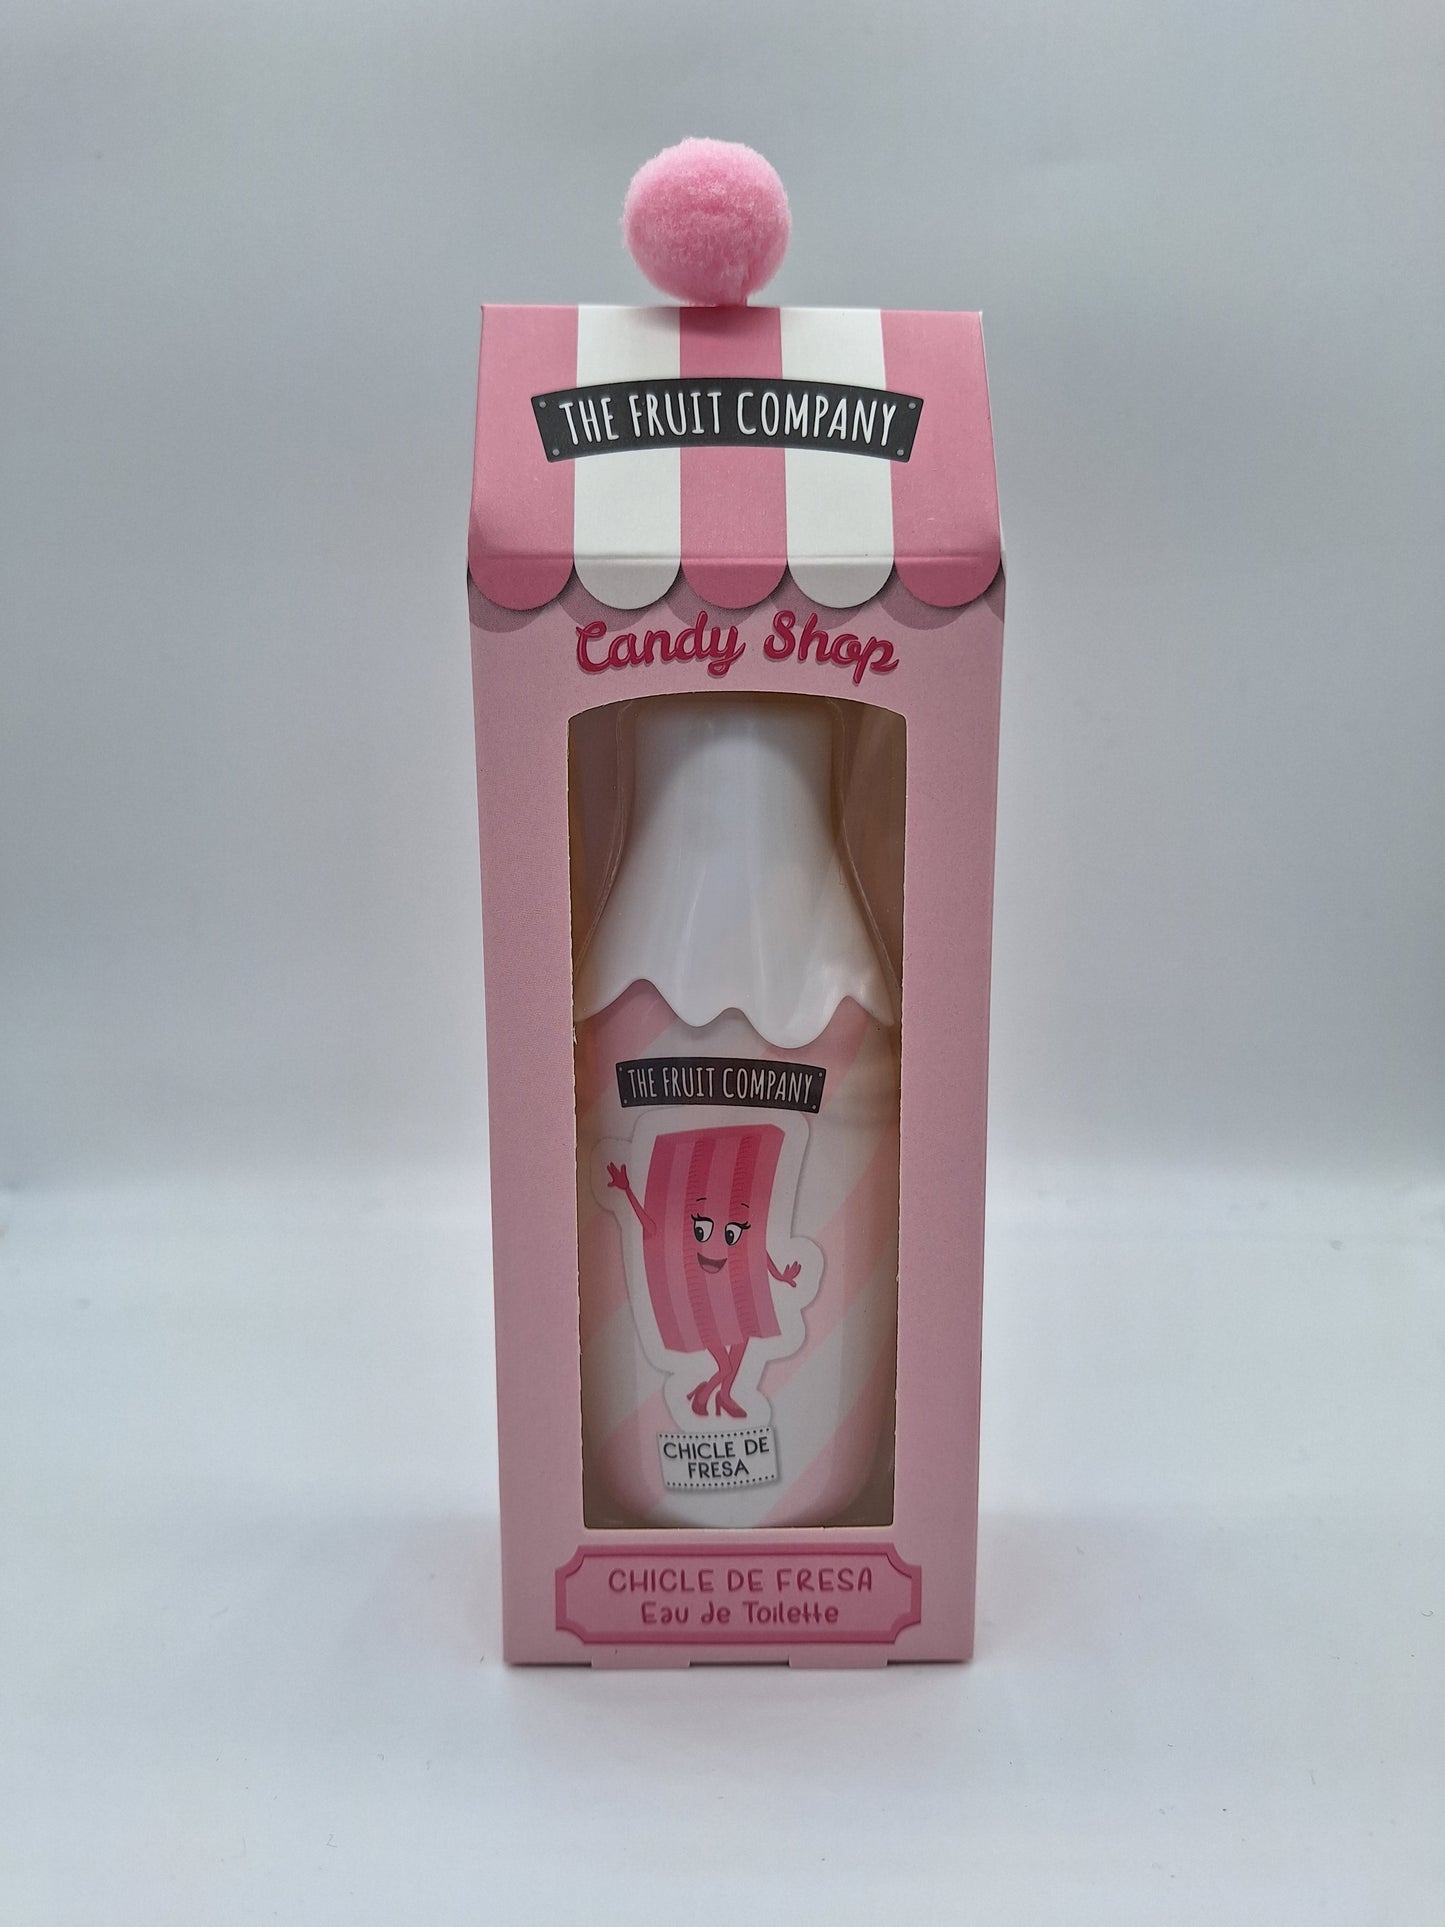 THE FRUIT COMPANY
Candy Shop
THE FRUIT COMPANY
CHICLE DE
FRESA
CHICLE DE FRESA
Eau de Toilette